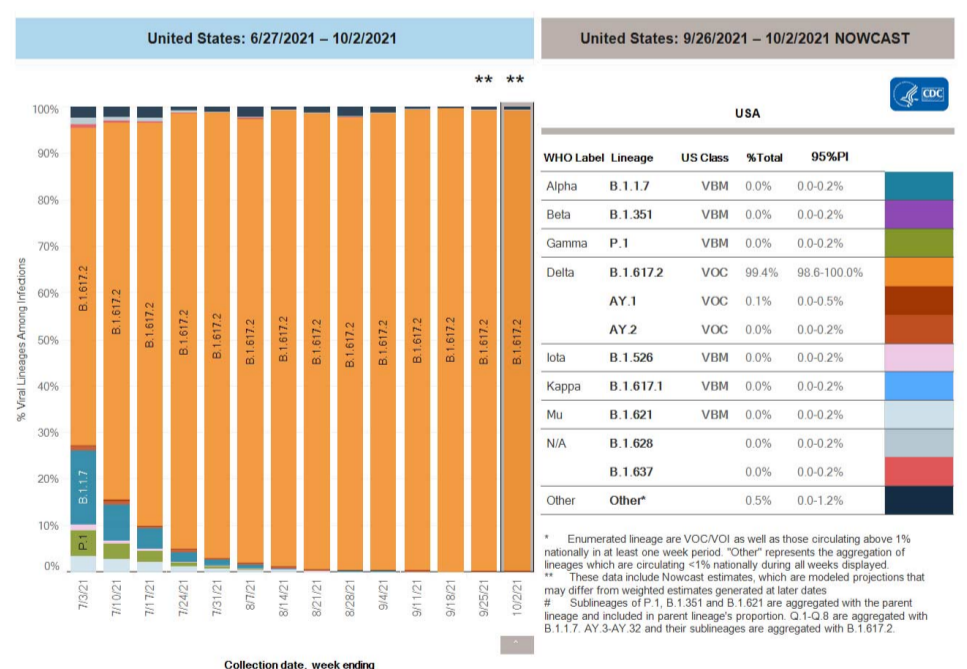 United States: 6/27/2021 – 10/2/2021
United States: 9/26/2021 – 10/2/2021 NOWCAST
** **
CDC
USA
% Viral Lineages Among Infections
100%
90%
80%
70%
60%
50%
40%
30%
20%
10%
0%
B.1.617.2
B.1.617.2
B.1.617.2
B.1.617.2
B.1.617.2
B.1.617.2
B.1.617.2
B.1.617.2
B.1.617.2
B.1.617.2
B.1.617.2
B.1.617.2
B.1.617.2
B.1.617.2
B.1.1.7
P.1
7/3/21
7/10/21
7/17/21
7/24/21
7/31/21
8/7/21
8/14/21
8/21/21
8/28/21
9/4/21
9/11/21
9/18/21
9/25/21
10/2/21
Collection date, week ending
WHO Label Lineage US Class %Total 95%PI
Alpha B.1.1.7 VBM 0.0% 0.0-0.2%
Beta B.1.351 VBM 0.0% 0.0-0.2%
Gamma P.1 VBM 0.0% 0.0-0.2%
Delta B.1.617.2 VOC 99.4% 98.6-100.0%
AY.1 VOC 0.1% 0.0-0.5%
AY.2 VOC 0.0% 0.0-0.2%
Iota B.1.526 VBM 0.0% 0.0-0.2%
Kappa B.1.617.1 VBM 0.0% 0.0-0.2%
Mu B.1.621 VBM 0.0% 0.0-0.2%
N/A B.1.628 0.0% 0.0-0.2%
B.1.637 0.0% 0.0-0.2%
Other Other* 0.5% 0.0-1.2%
* Enumerated lineage are VOC/VOI as well as those circulating above 1%
nationally in at least one week period. "Other" represents the aggregation of
lineages which are circulating <1% nationally during all weeks displayed.
** These data include Nowcast estimates, which are modeled projections that
may differ from weighted estimates generated at later dates
# Sublineages of P.1, B.1.351 and B.1.621 are aggregated with the parent
lineage and included in parent lineage's proportion. Q.1-Q.8 are aggregated with
B.1.1.7. AY.3-AY.32 and their sublineages are aggregated with B.1.617.2.